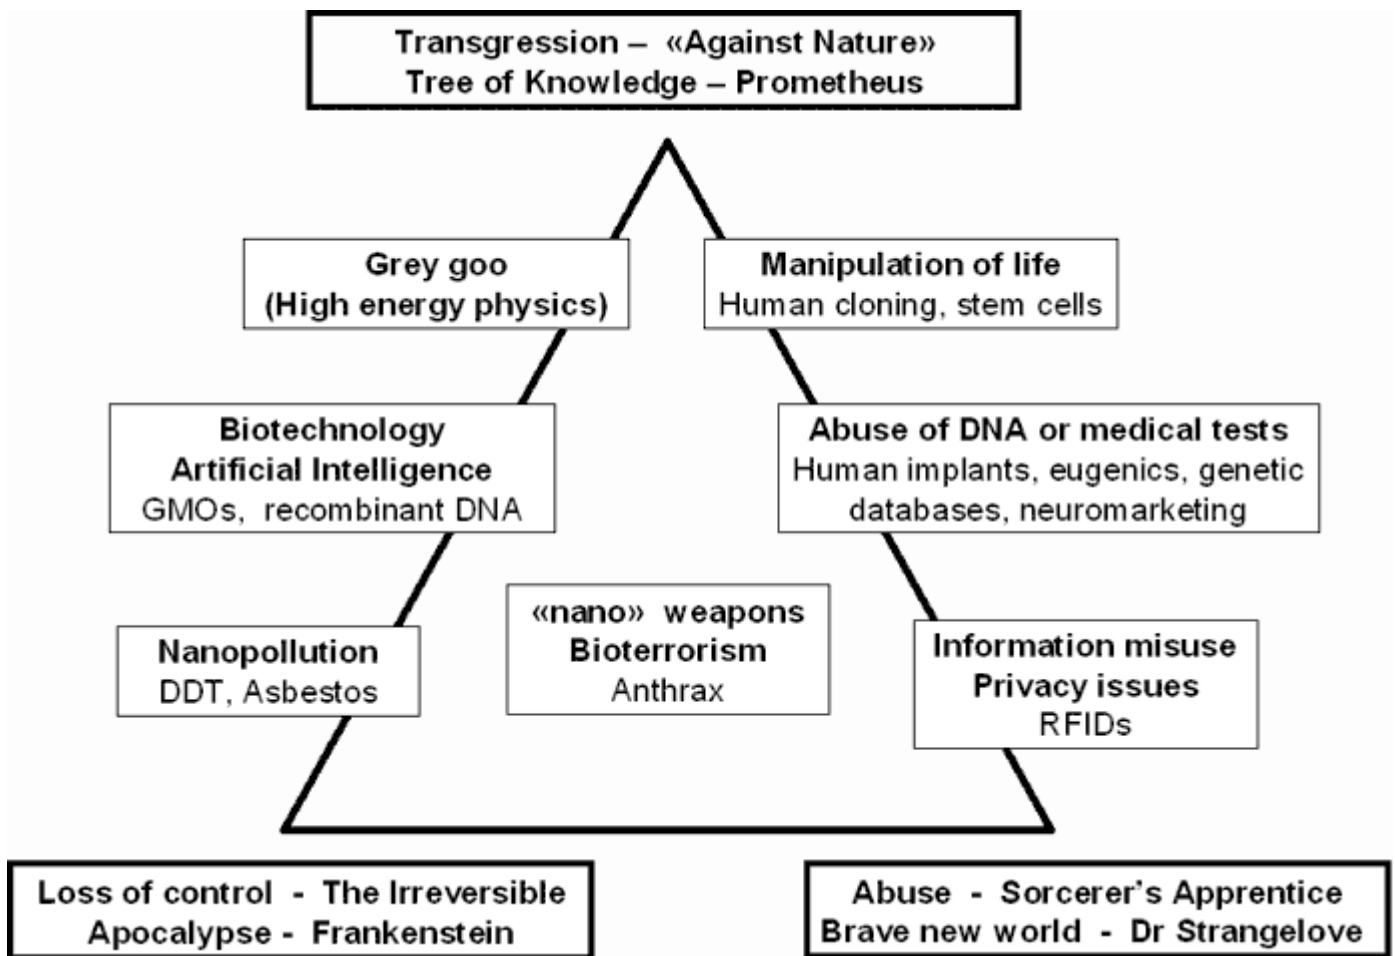 Transgression – «Against Nature»
Tree of Knowledge – Prometheus
Grey goo
(High energy physics)
Manipulation of life
Human cloning, stem cells
Biotechnology
Artificial Intelligence
GMOs, recombinant DNA
Abuse of DNA or medical tests
Human implants, eugenics, genetic
databases, neuromarketing
Nanopollution
DDT, Asbestos
«nano» weapons
Bioterrorism
Anthrax
Information misuse
Privacy issues
RFIDs
Loss of control - The Irreversible
Apocalypse - Frankenstein
Abuse - Sorcerer's Apprentice
Brave new world - Dr Strangelove